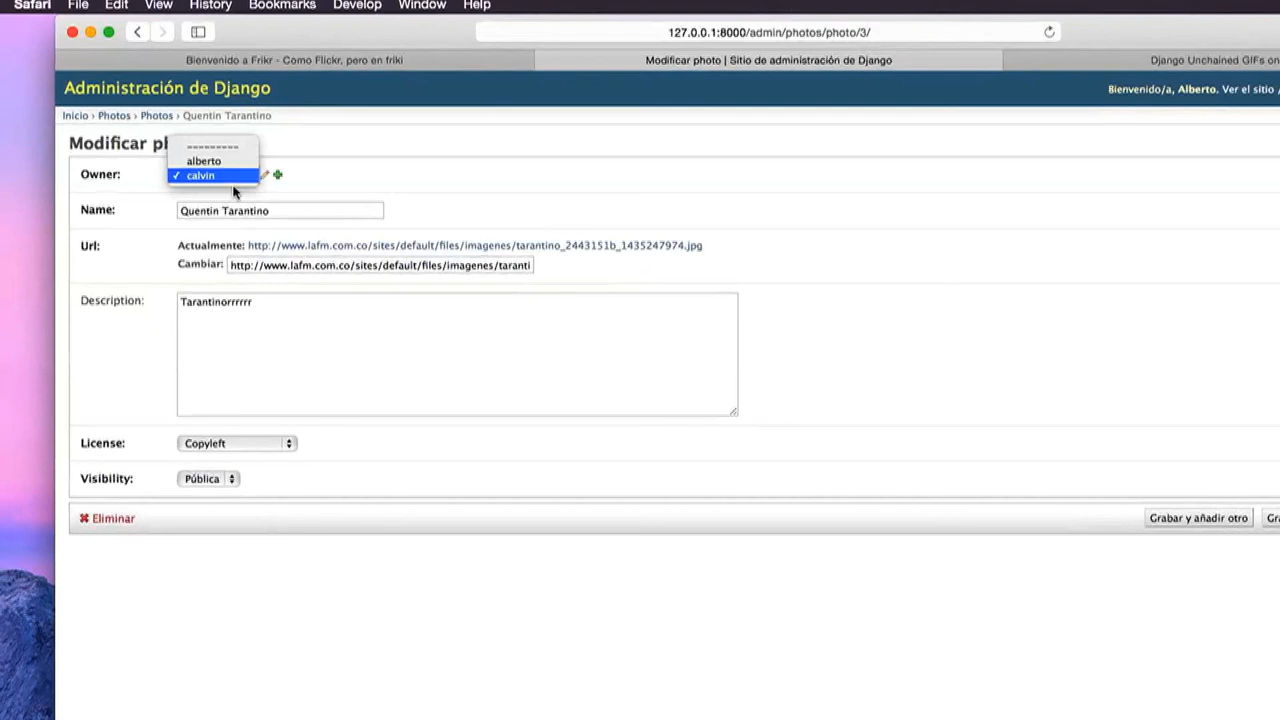 Safari File Edit View History Bookmarks Develop Window Help
127.0.0.1:8000/admin/photos/photo/3/
Bienvenido a Frikr - Como Flickr, pero en friki
Modificar photo | Sitio de administración de Django
Django Unchained GIFs on
Administración de Django
Bienvenido/a, Alberto. Ver el sitio /
Inicio › Photos › Photos › Quentin Tarantino
Modificar ph
---------
alberto
Owner: ✓ calvin
Name: Quentin Tarantino
Url: Actualmente: http://www.lafm.com.co/sites/default/files/imagenes/tarantino_2443151b_1435247974.jpg
Cambiar: http://www.lafm.com.co/sites/default/files/imagenes/taranti
Description: Tarantinorrrrrr
License: Copyleft
Visibility: Pública
Eliminar
Grabar y añadir otro
Gra